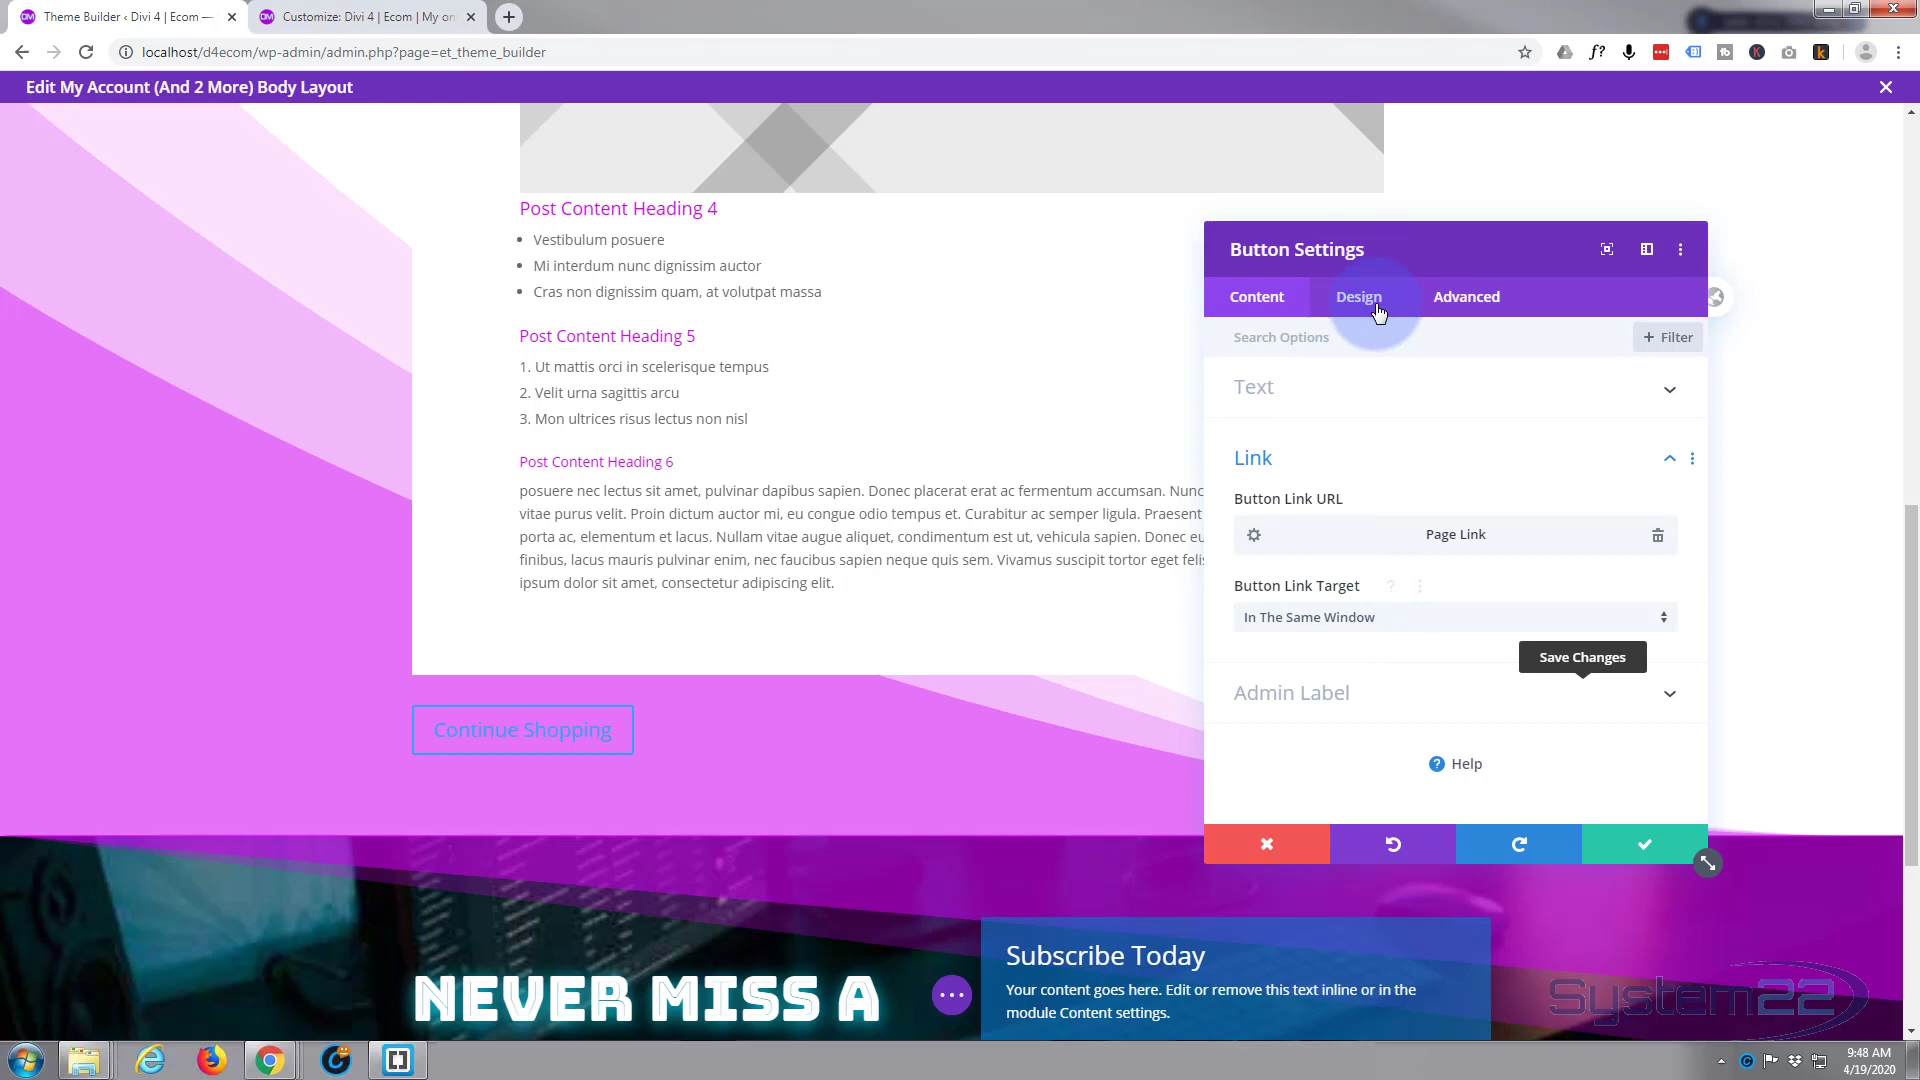 Theme Builder ‹ Divi 4 | Ecom —
Customize: Divi 4 | Ecom | My on
localhost/d4ecom/wp-admin/admin.php?page=et_theme_builder
Edit My Account (And 2 More) Body Layout
Post Content Heading 4
Vestibulum posuere
Mi interdum nunc dignissim auctor
Cras non dignissim quam, at volutpat massa
Post Content Heading 5
1. Ut mattis orci in scelerisque tempus
2. Velit urna sagittis arcu
3. Mon ultrices risus lectus non nisl
Post Content Heading 6
posuere nec lectus sit amet, pulvinar dapibus sapien. Donec placerat erat ac fermentum accumsan. Nunc
vitae purus velit. Proin dictum auctor mi, eu congue odio tempus et. Curabitur ac semper ligula. Praesent
porta ac, elementum et lacus. Nullam vitae augue aliquet, condimentum est ut, vehicula sapien. Donec eu
finibus, lacus mauris pulvinar enim, nec faucibus sapien neque quis sem. Vivamus suscipit tortor eget felis
ipsum dolor sit amet, consectetur adipiscing elit.
Continue Shopping
Button Settings
Content Design Advanced
Search Options
+ Filter
Text
Link
Button Link URL
Page Link
Button Link Target
In The Same Window
Save Changes
Admin Label
Help
NEVER MISS A
Subscribe Today
Your content goes here. Edit or remove this text inline or in the
module Content settings.
System22
9:48 AM
4/19/2020